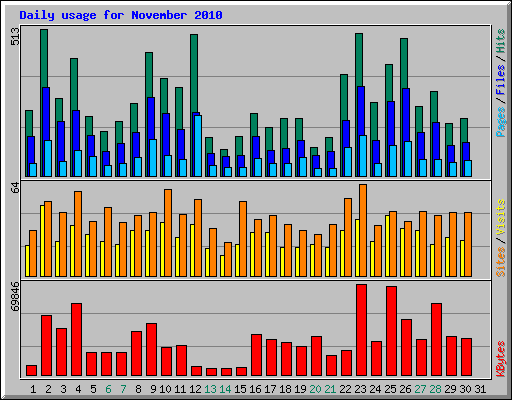 Daily usage for November 2010
513
Pages / Files / Hits
64
Sites / Visits
69846
KBytes
1 2 3 4 5 6 7 8 9 10 11 12 13 14 15 16 17 18 19 20 21 22 23 24 25 26 27 28 29 30 31